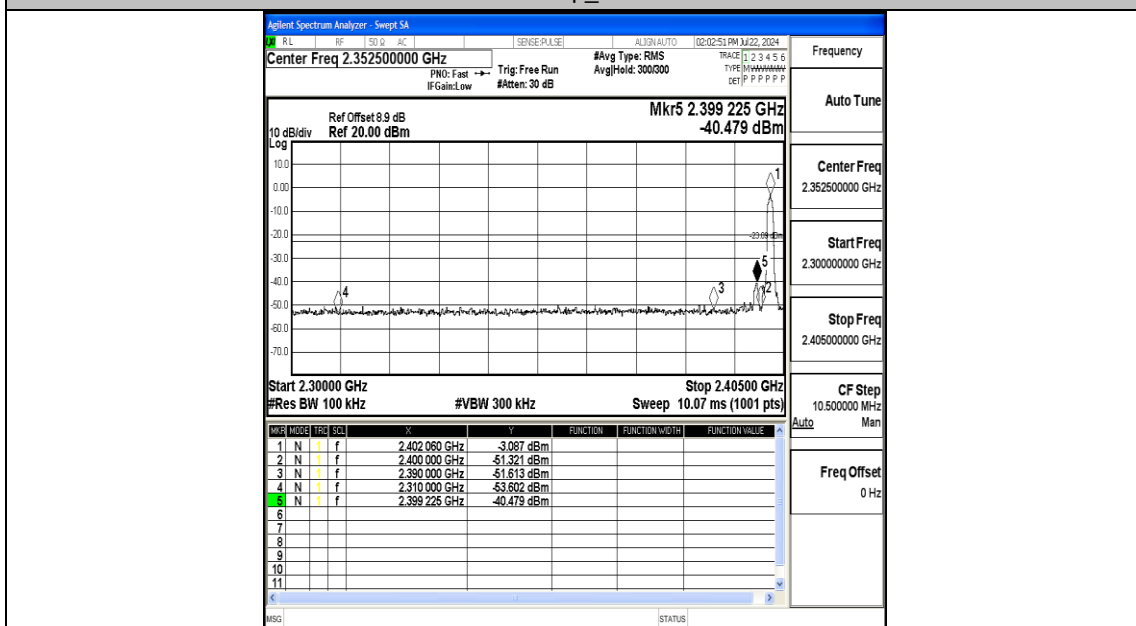 Agilent Spectrum Analyzer - Swept SA
RL RF 50 Ω AC SENSE:PULSE ALIGN AUTO 02:02:51 PM Jul 22, 2024
Center Freq 2.352500000 GHz
PNO: Fast
IFGain:Low
Trig: Free Run
#Atten: 30 dB
#Avg Type: RMS
Avg|Hold: 300/300
TRACE 1 2 3 4 5 6
TYPE MWWWWW
DET P P P P P P
Frequency
Auto Tune
Center Freq
2.352500000 GHz
Start Freq
2.300000000 GHz
Stop Freq
2.405000000 GHz
CF Step
10.500000 MHz
Auto Man
Freq Offset
0 Hz
Mkr5 2.399 225 GHz
-40.479 dBm
Ref Offset 8.9 dB
10 dB/div Ref 20.00 dBm
Log
10.0
0.00
-10.0
-20.0
-30.0
-40.0
-50.0
-60.0
-70.0
1
-23.09 dBm
5
4
3
2
Start 2.30000 GHz Stop 2.40500 GHz
#Res BW 100 kHz #VBW 300 kHz Sweep 10.07 ms (1001 pts)
MKR MODE TRC SCL X Y FUNCTION FUNCTION WIDTH FUNCTION VALUE
1 N 1 f 2.402 060 GHz -3.087 dBm
2 N 1 f 2.400 000 GHz -51.321 dBm
3 N 1 f 2.390 000 GHz -51.613 dBm
4 N 1 f 2.310 000 GHz -53.602 dBm
5 N 1 f 2.399 225 GHz -40.479 dBm
6
7
8
9
10
11
MSG STATUS